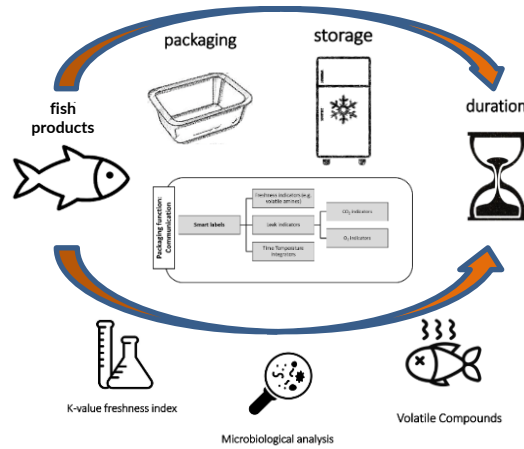 packaging
storage
fish
products
duration
Packaging function:
Communication
Smart labels
Freshness indicators (e.g.
volatile amines)
Leak indicators
Time Temperature
Integrators
CO₂ indicators
O₂ indicators
K-value freshness index
Microbiological analysis
Volatile Compounds